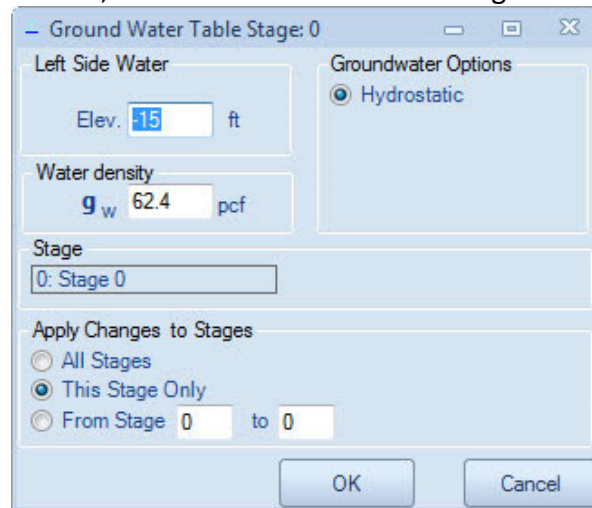 Ground Water Table Stage: 0
Left Side Water
Elev. -15 ft
Groundwater Options
Hydrostatic
Water density
g w 62.4 pcf
Stage
0: Stage 0
Apply Changes to Stages
All Stages
This Stage Only
From Stage 0 to 0
OK Cancel